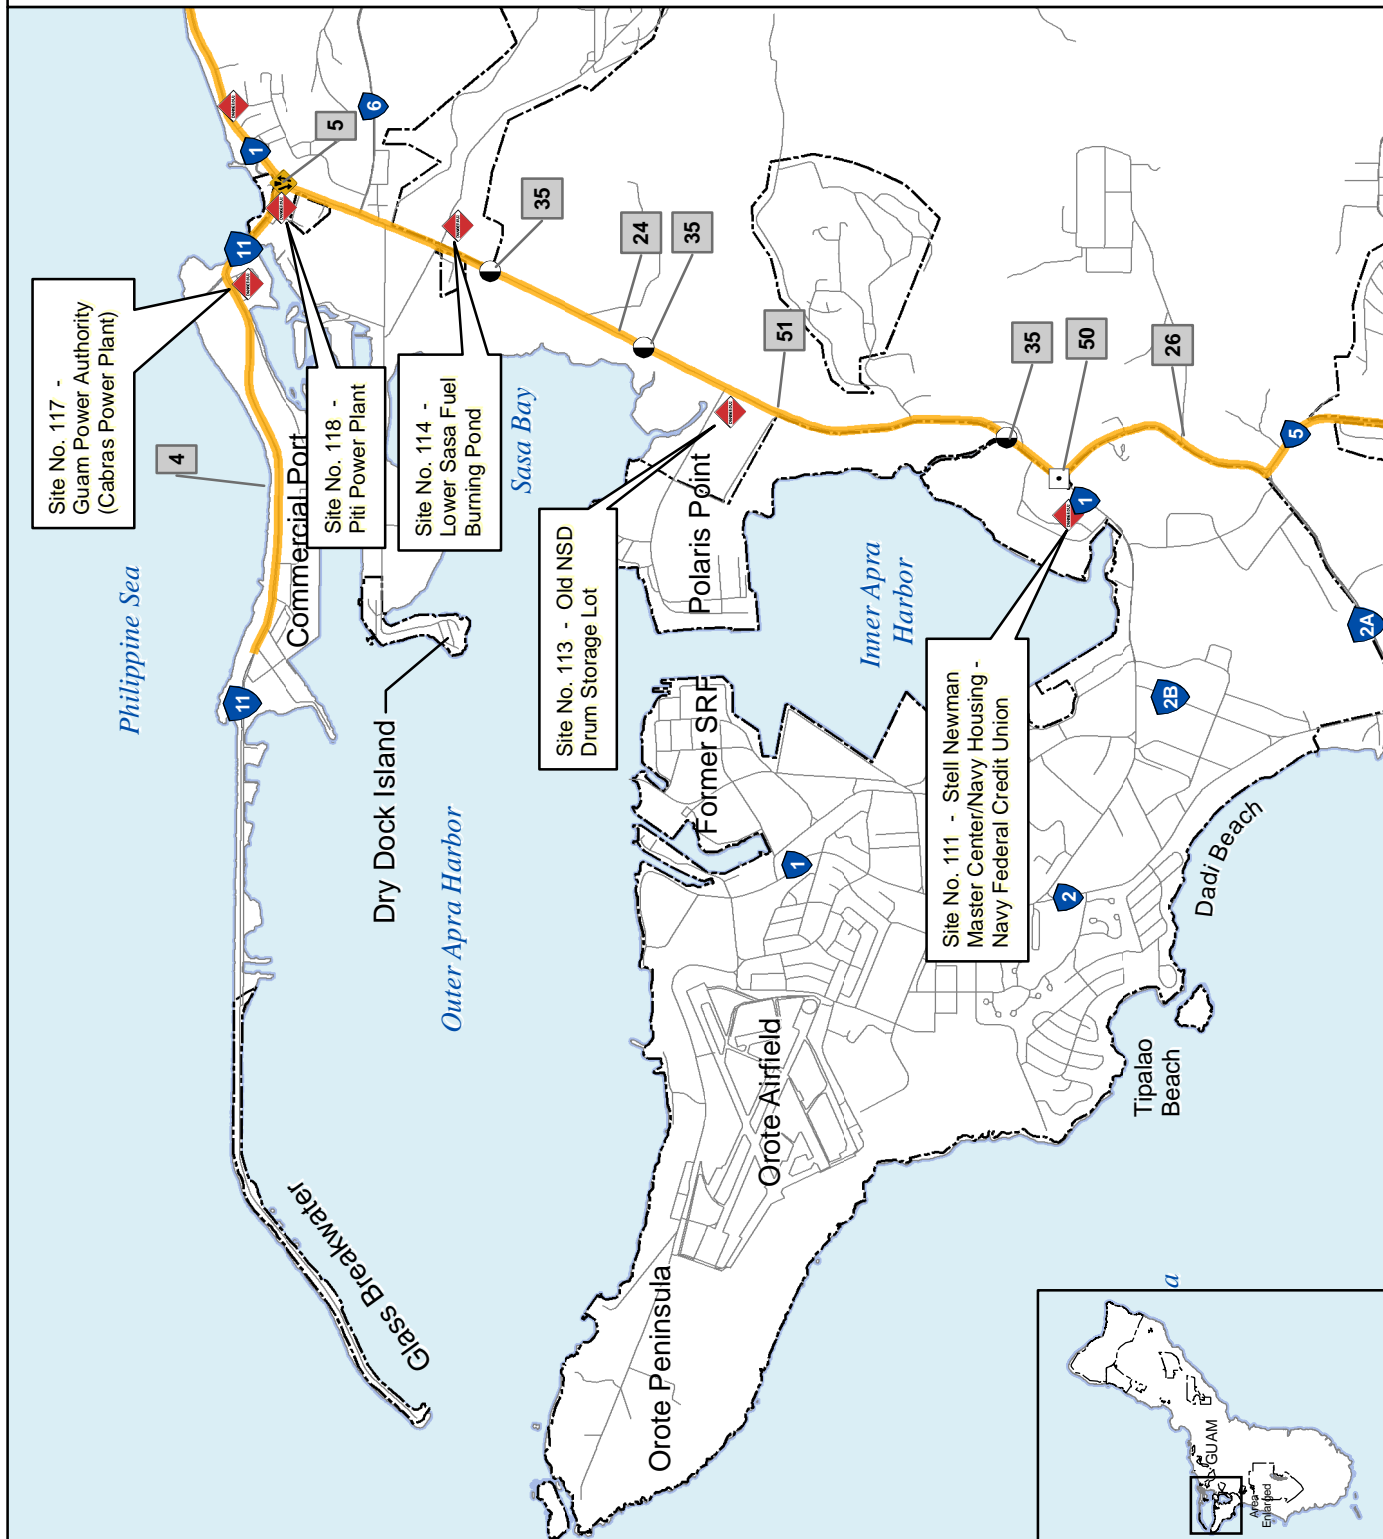 Site No. 117 -
Guam Power Authority
(Cabras Power Plant)
Site No. 118 -
Piti Power Plant
Site No. 114 -
Lower Sasa Fuel
Burning Pond
Site No. 113 - Old NSD
Drum Storage Lot
Site No. 111 - Stell Newman
Master Center/Navy Housing -
Navy Federal Credit Union
Philippine Sea
Commercial Port
Sasa Bay
Dry Dock Island
Outer Apra Harbor
Polaris Point
Inner Apra
Harbor
Former SRF
Glass Breakwater
Orote Airfield
Orote Peninsula
Dadi Beach
Tipalao
Beach
1
11
11
6
5
4
35
24
35
51
35
50
26
5
1
2A
2B
1
2
a
GUAM
Area
Enlarged